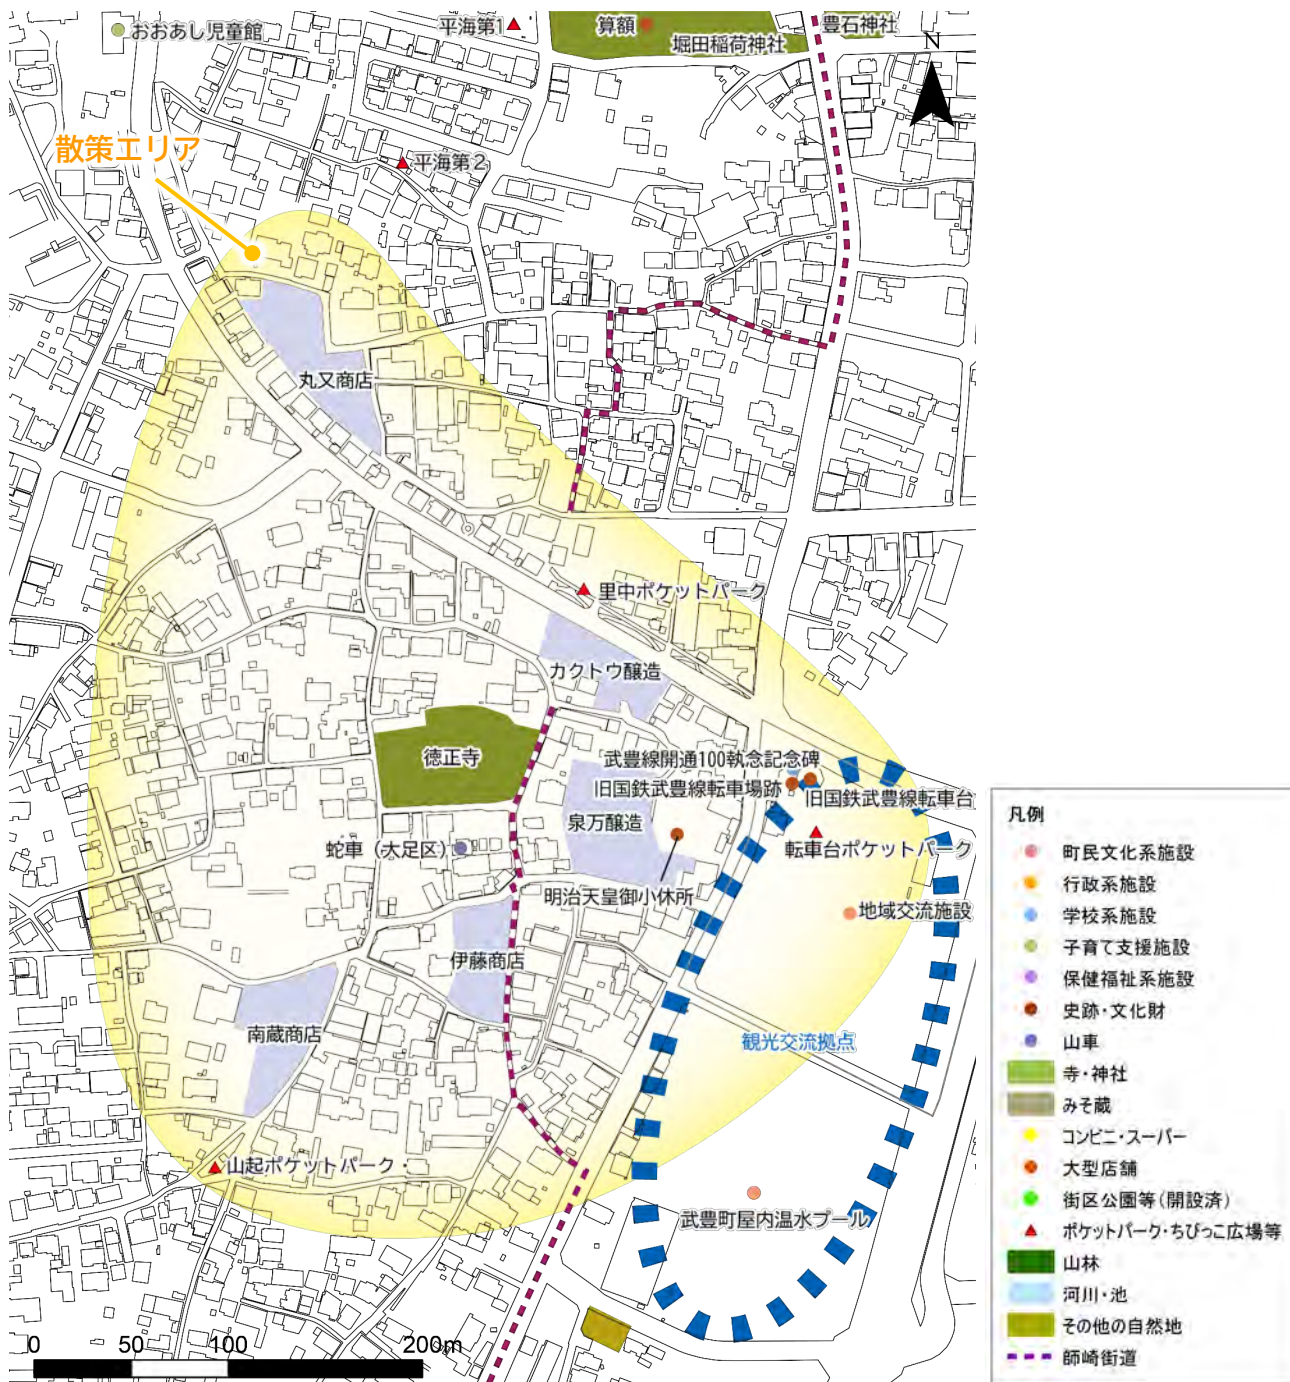 おおあし児童館
平海第1
算額
堀田稲荷神社
豊石神社
N
散策エリア
平海第2
丸又商店
里中ポケットパーク
カクトウ醸造
徳正寺
武豊線開通100執念記念碑
旧国鉄武豊線転車場跡
旧国鉄武豊線転車台
泉万醸造
転車台ポケットパーク
蛇車（大足区）
明治天皇御小休所
地域交流施設
伊藤商店
南蔵商店
観光交流拠点
山起ポケットパーク
武豊町屋内温水プール
0 50 100 200m
凡例
町民文化系施設
行政系施設
学校系施設
子育て支援施設
保健福祉系施設
史跡・文化財
山車
寺・神社
みそ蔵
コンビニ・スーパー
大型店舗
街区公園等（開設済）
ポケットパーク・ちびっこ広場等
山林
河川・池
その他の自然地
師崎街道